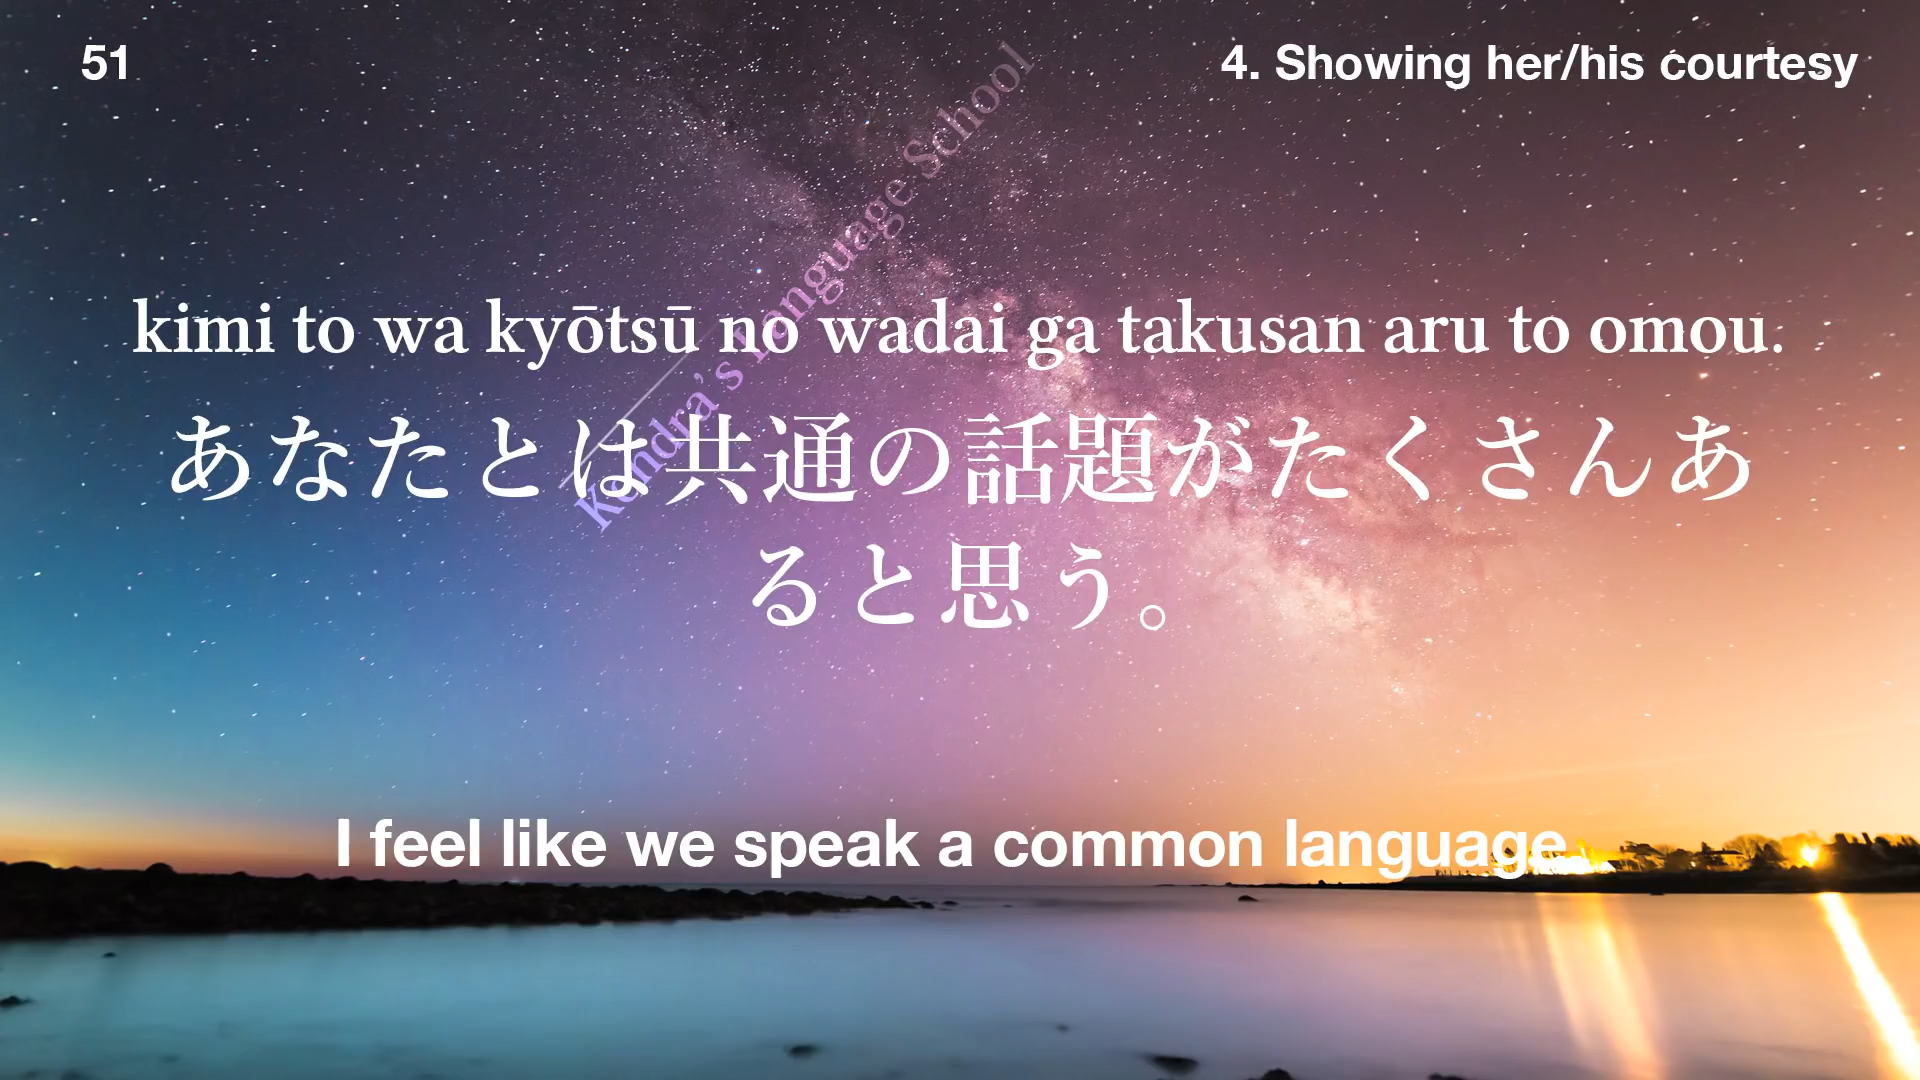 51
4. Showing her/his courtesy
Kendra's Language School
kimi to wa kyōtsū no wadai ga takusan aru to omou.
あなたとは共通の話題がたくさんあ
ると思う。
I feel like we speak a common language.